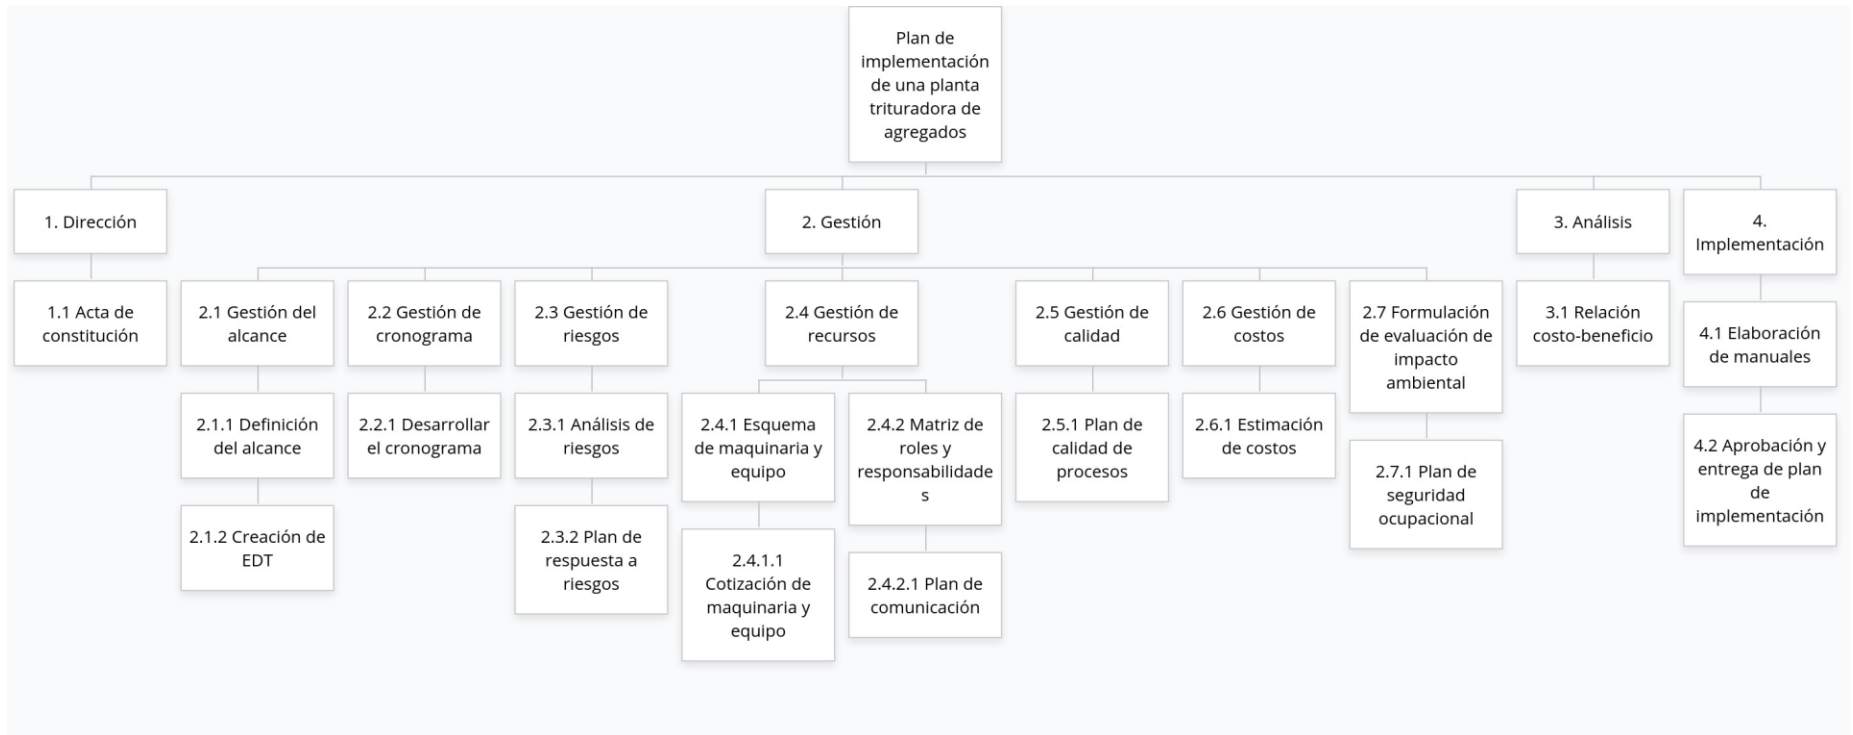 Plan de
implementación
de una planta
trituradora de
agregados
1. Dirección
2. Gestión
3. Análisis
4.
Implementación
1.1 Acta de
constitución
2.1 Gestión del
alcance
2.2 Gestión de
cronograma
2.3 Gestión de
riesgos
2.4 Gestión de
recursos
2.5 Gestión de
calidad
2.6 Gestión de
costos
2.7 Formulación
de evaluación de
impacto
ambiental
3.1 Relación
costo-beneficio
4.1 Elaboración
de manuales
2.1.1 Definición
del alcance
2.2.1 Desarrollar
el cronograma
2.3.1 Análisis de
riesgos
2.4.1 Esquema
de maquinaria y
equipo
2.4.2 Matriz de
roles y
responsabilidade
s
2.5.1 Plan de
calidad de
procesos
2.6.1 Estimación
de costos
2.7.1 Plan de
seguridad
ocupacional
4.2 Aprobación y
entrega de plan
de
implementación
2.1.2 Creación de
EDT
2.3.2 Plan de
respuesta a
riesgos
2.4.1.1
Cotización de
maquinaria y
equipo
2.4.2.1 Plan de
comunicación